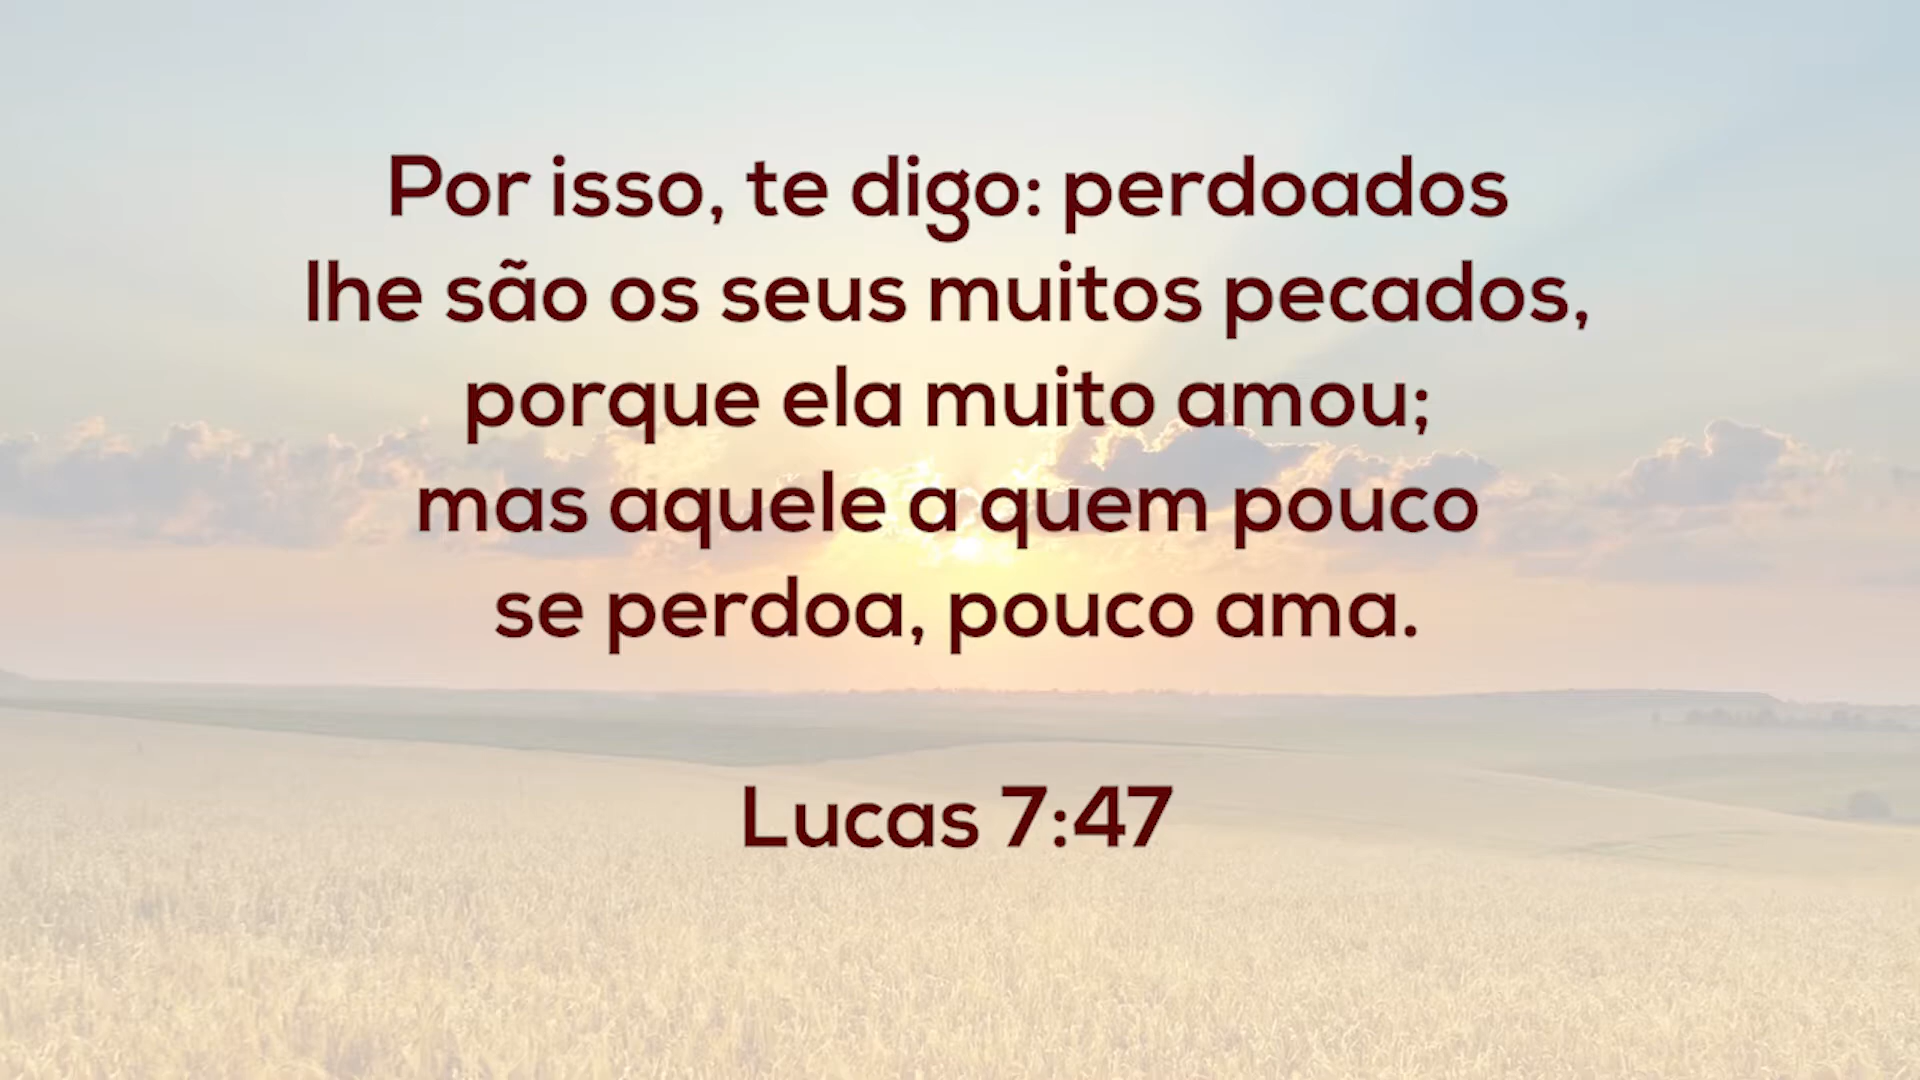 Por isso, te digo: perdoados
lhe são os seus muitos pecados,
porque ela muito amou;
mas aquele a quem pouco
se perdoa, pouco ama.
Lucas 7:47